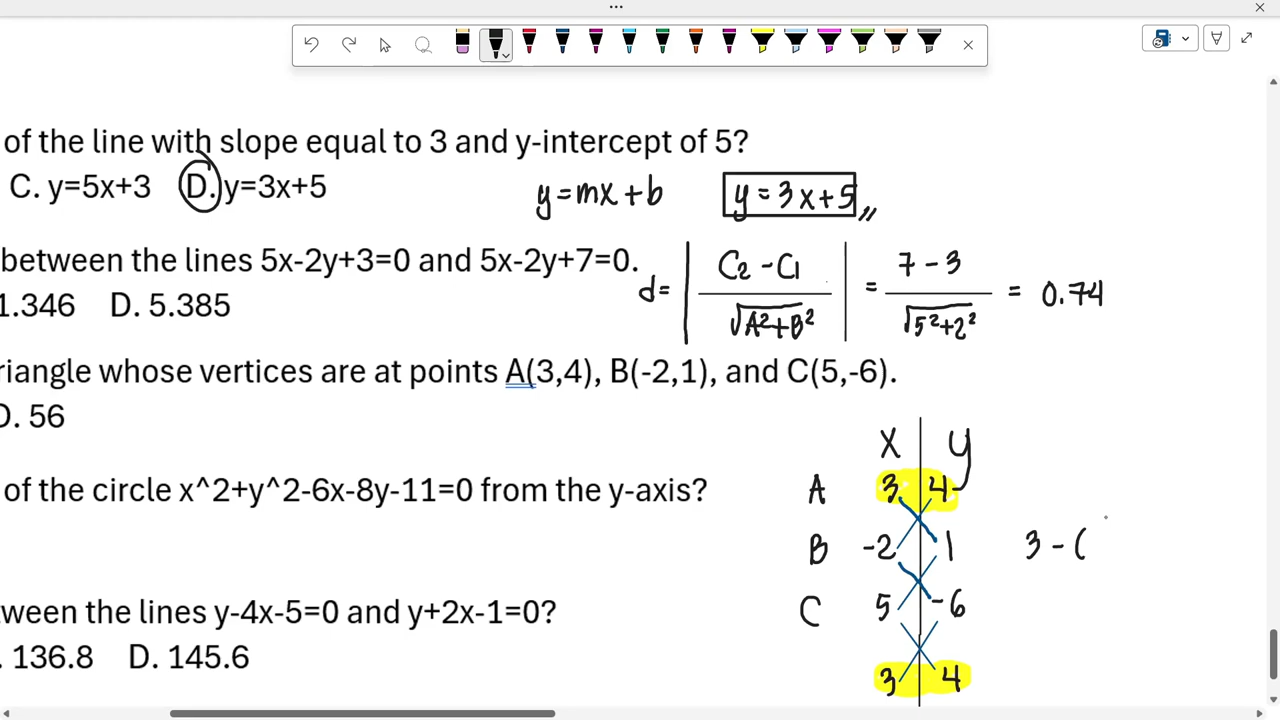 of the line with slope equal to 3 and y-intercept of 5?
C. y=5x+3 D. y=3x+5 y=mx+b y=3x+5
between the lines 5x-2y+3=0 and 5x-2y+7=0.
d= | C2-C1 / √A²+B² | = 7-3 / √5²+2² = 0.74
1.346 D. 5.385
riangle whose vertices are at points A(3,4), B(-2,1), and C(5,-6).
D. 56
x y
A 3 4
of the circle x^2+y^2-6x-8y-11=0 from the y-axis?
B -2 1 3-(
C 5 -6
tween the lines y-4x-5=0 and y+2x-1=0?
. 136.8 D. 145.6
3 4